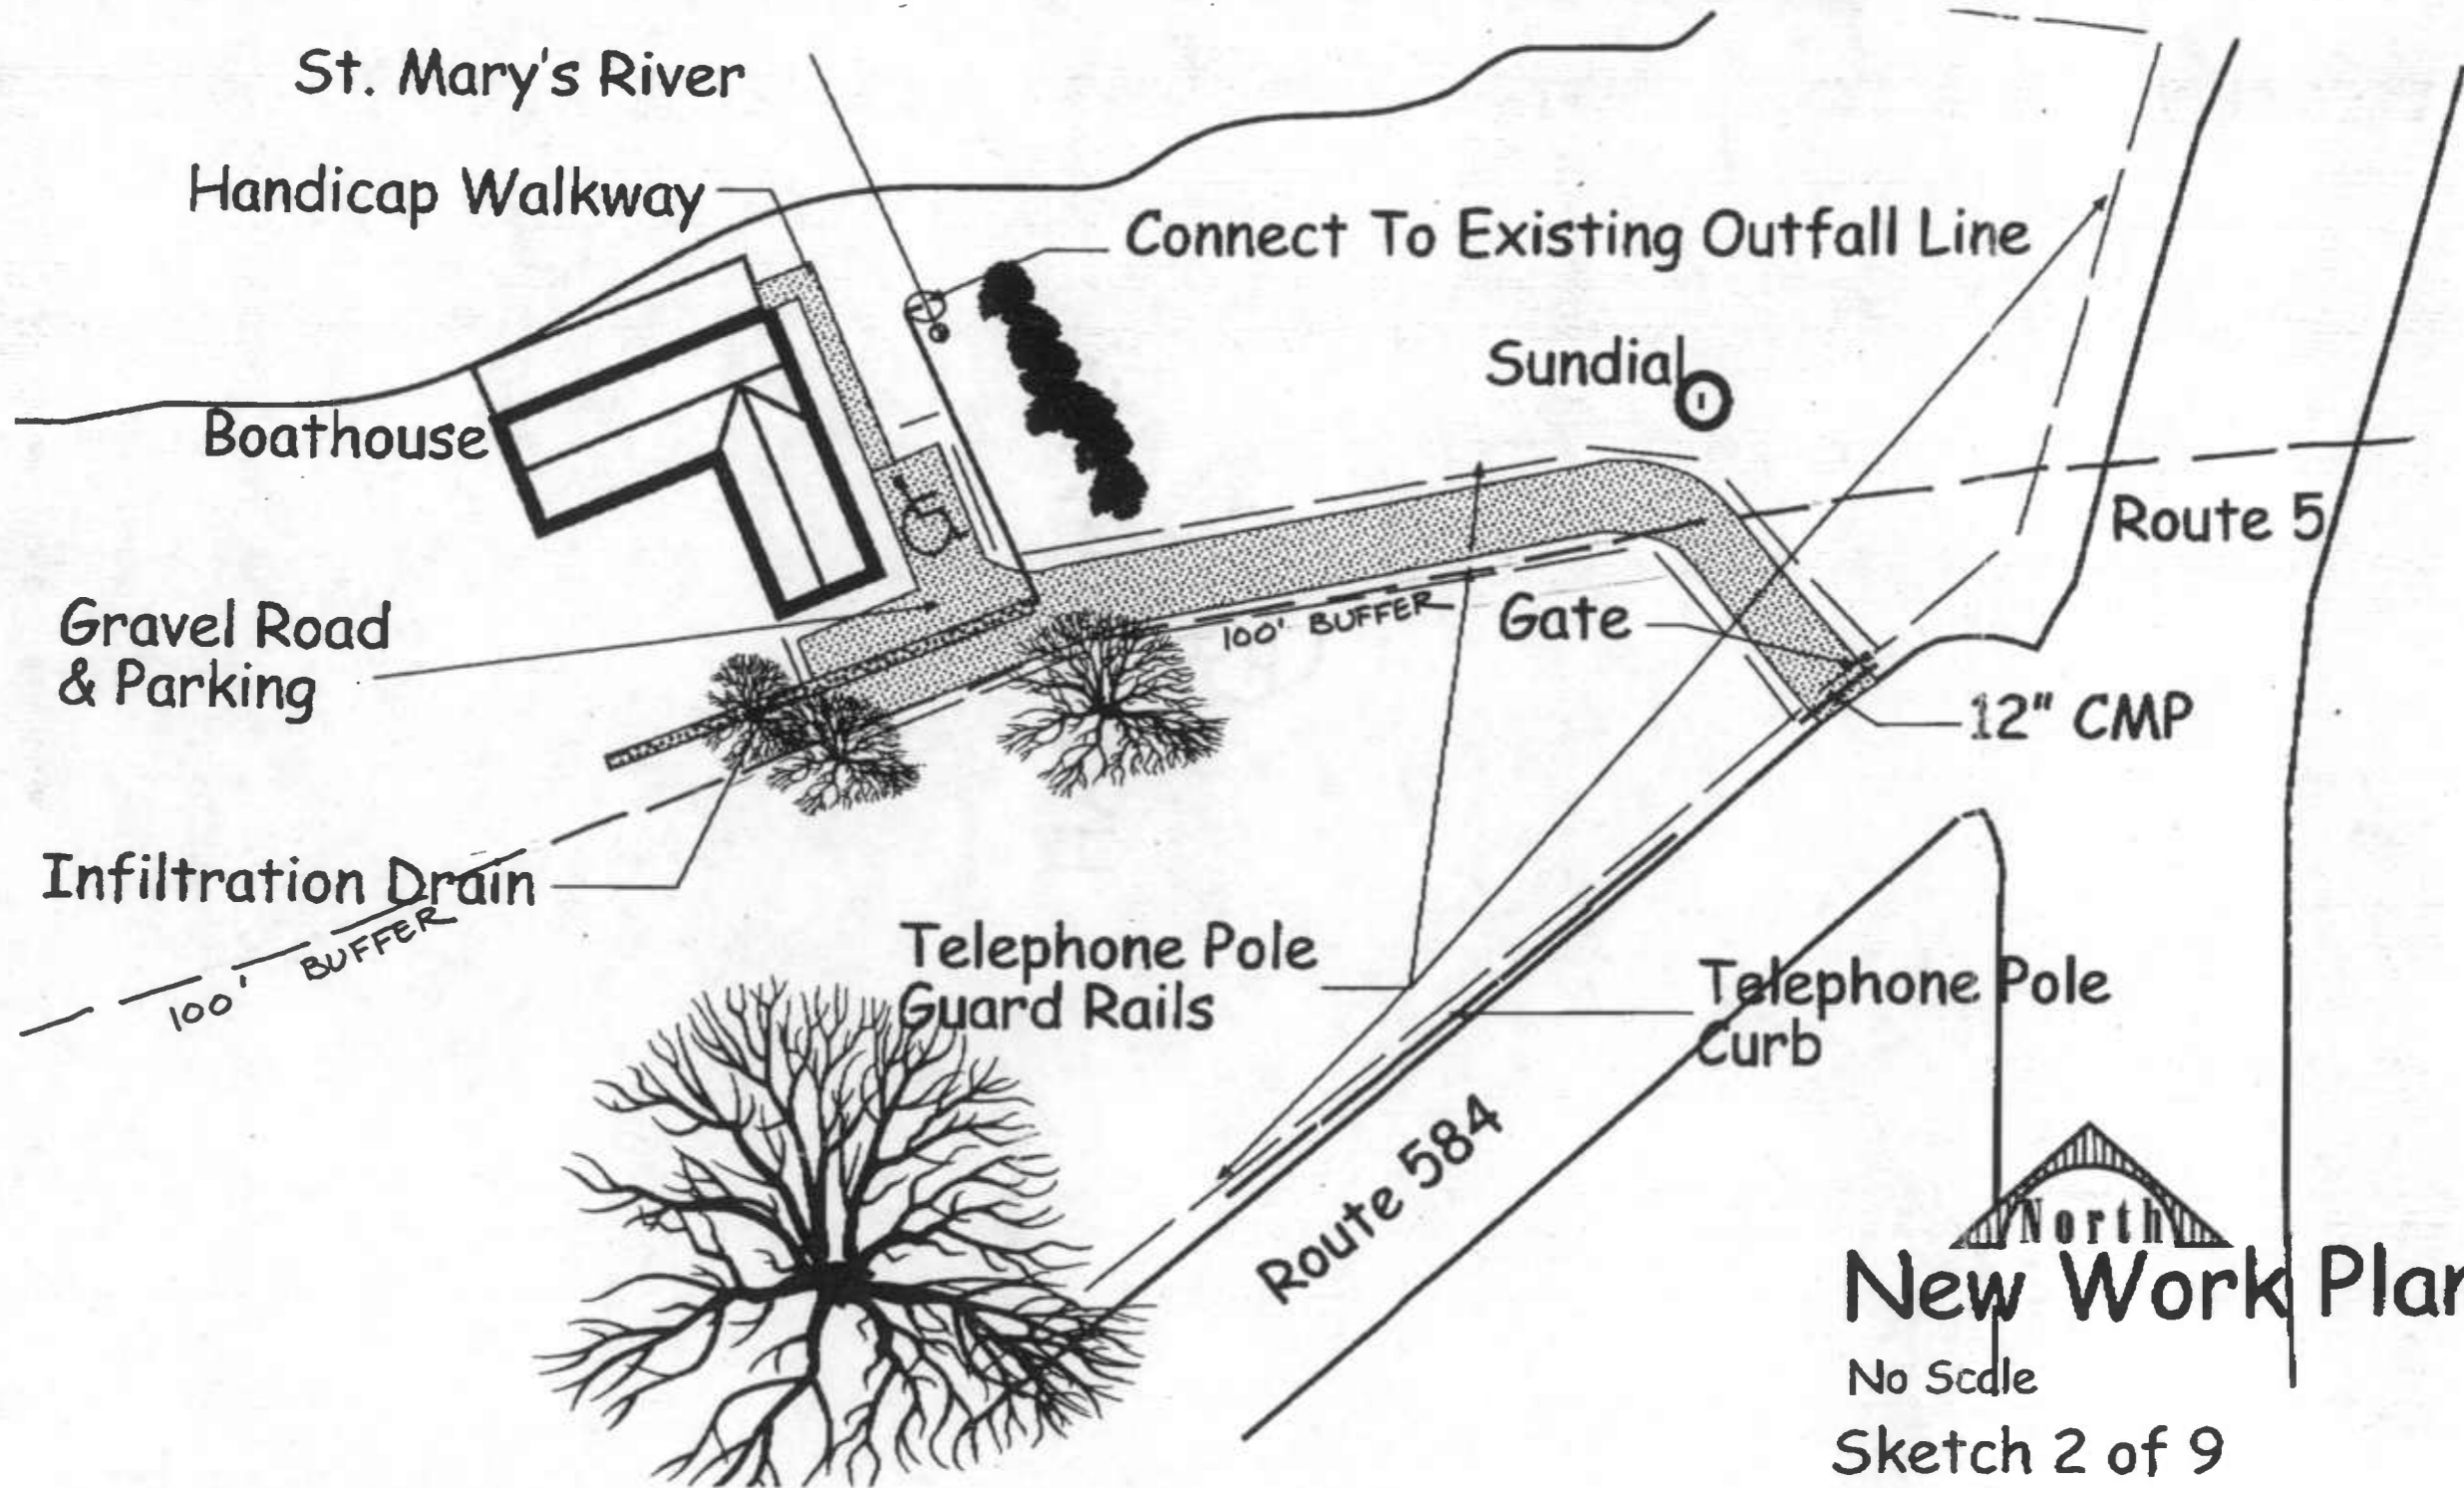 St. Mary's River
Handicap Walkway
Connect To Existing Outfall Line
Sundial
Boathouse
Route 5
Gravel Road
& Parking
100' BUFFER
Gate
12" CMP
Infiltration Drain
100' BUFFER
Telephone Pole
Guard Rails
Telephone Pole
Curb
Route 584
North
New Work Plan
No Scale
Sketch 2 of 9